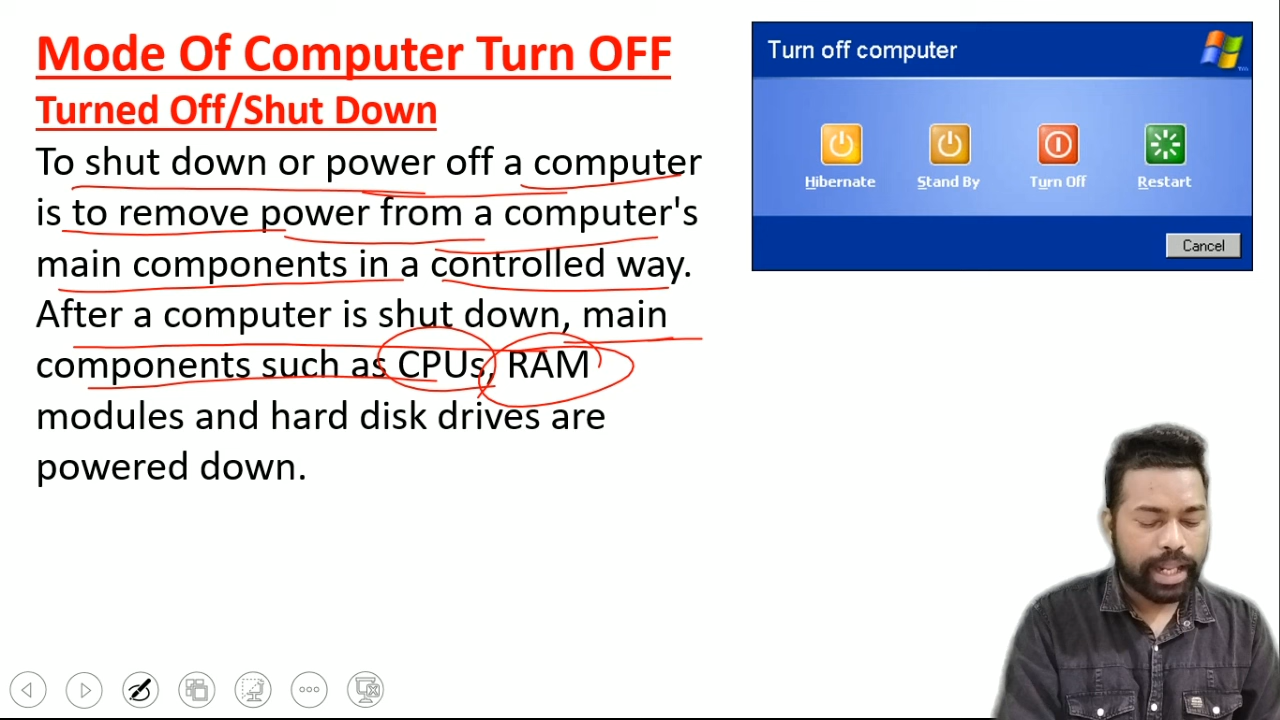 Mode Of Computer Turn OFF
Turned Off/Shut Down
To shut down or power off a computer
is to remove power from a computer's
main components in a controlled way.
After a computer is shut down, main
components such as CPUs, RAM
modules and hard disk drives are
powered down.
Turn off computer
Hibernate
Stand By
Turn Off
Restart
Cancel